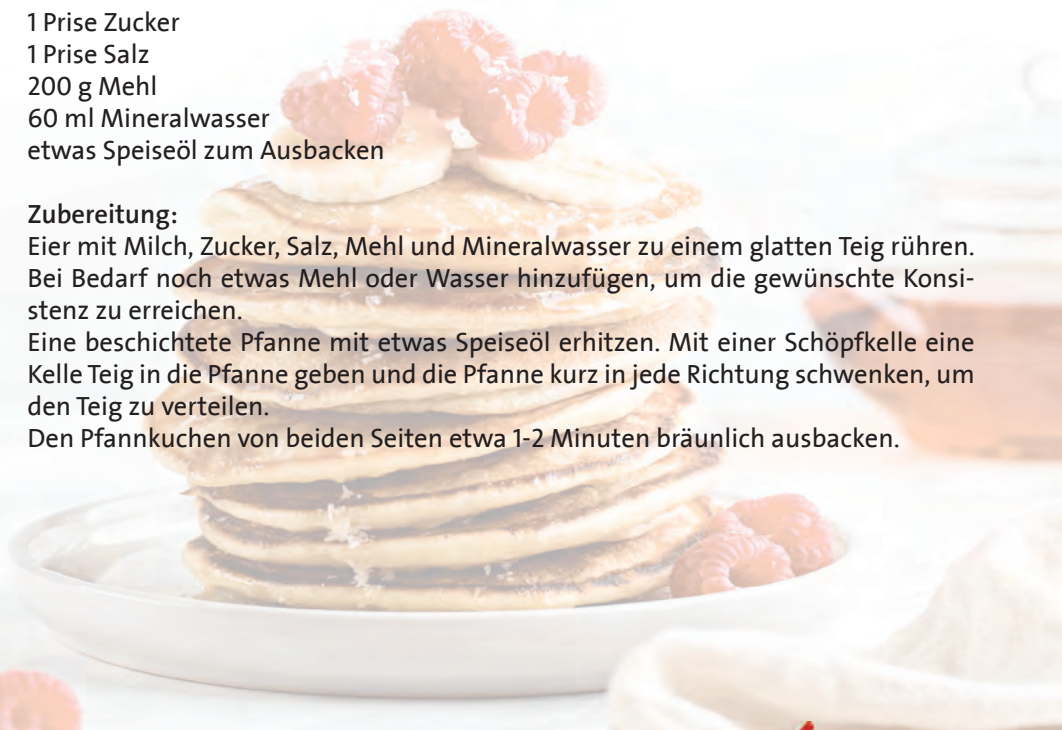 1 Prise Zucker
1 Prise Salz
200 g Mehl
60 ml Mineralwasser
etwas Speiseöl zum Ausbacken
Zubereitung:
Eier mit Milch, Zucker, Salz, Mehl und Mineralwasser zu einem glatten Teig rühren.
Bei Bedarf noch etwas Mehl oder Wasser hinzufügen, um die gewünschte Konsi-
stenz zu erreichen.
Eine beschichtete Pfanne mit etwas Speiseöl erhitzen. Mit einer Schöpfkelle eine
Kelle Teig in die Pfanne geben und die Pfanne kurz in jede Richtung schwenken, um
den Teig zu verteilen.
Den Pfannkuchen von beiden Seiten etwa 1-2 Minuten bräunlich ausbacken.